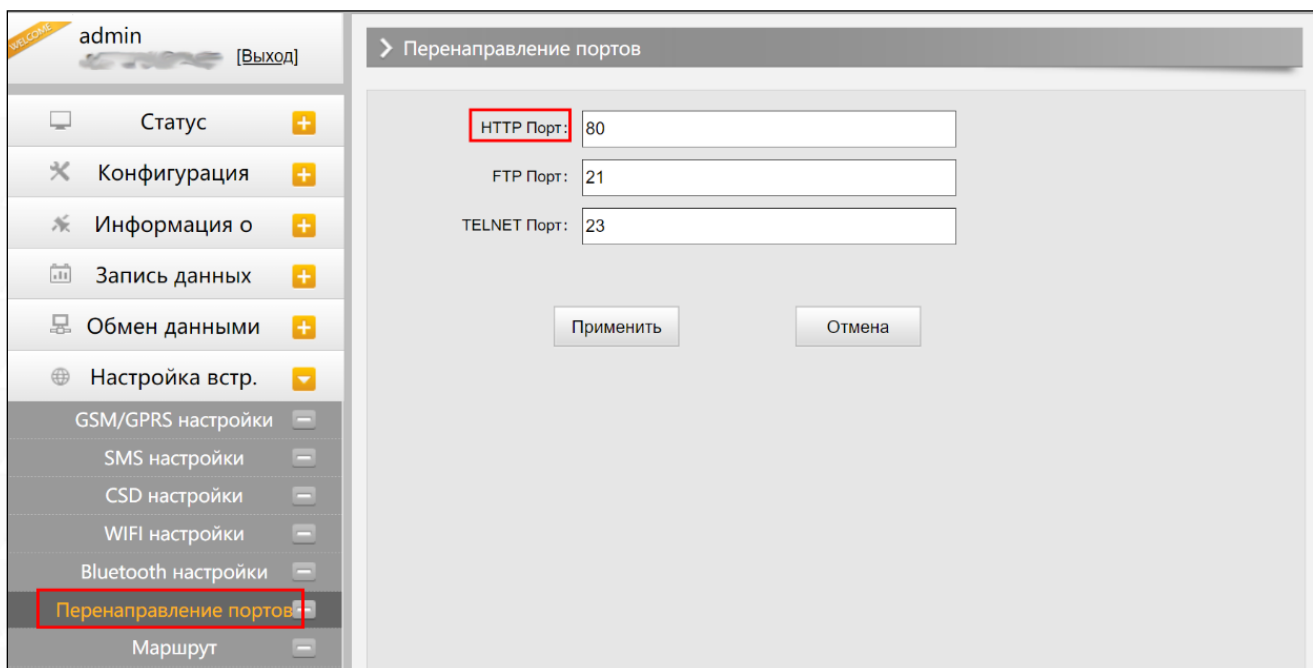 WELCOME
admin
[Выход]
Статус
Конфигурация
Информация о
Запись данных
Обмен данными
Настройка встр.
GSM/GPRS настройки
SMS настройки
CSD настройки
WIFI настройки
Bluetooth настройки
Перенаправление портов
Маршрут
Перенаправление портов
HTTP Порт: 80
FTP Порт: 21
TELNET Порт: 23
Применить Отмена